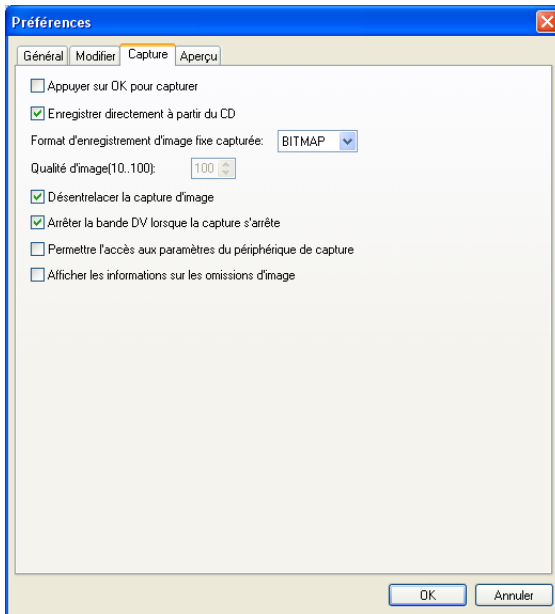 Préférences
Général Modifier Capture Aperçu
Appuyer sur OK pour capturer
Enregistrer directement à partir du CD
Format d'enregistrement d'image fixe capturée: BITMAP
Qualité d'image(10..100): 100
Désentrelacer la capture d'image
Arrêter la bande DV lorsque la capture s'arrête
Permettre l'accès aux paramètres du périphérique de capture
Afficher les informations sur les omissions d'image
OK Annuler